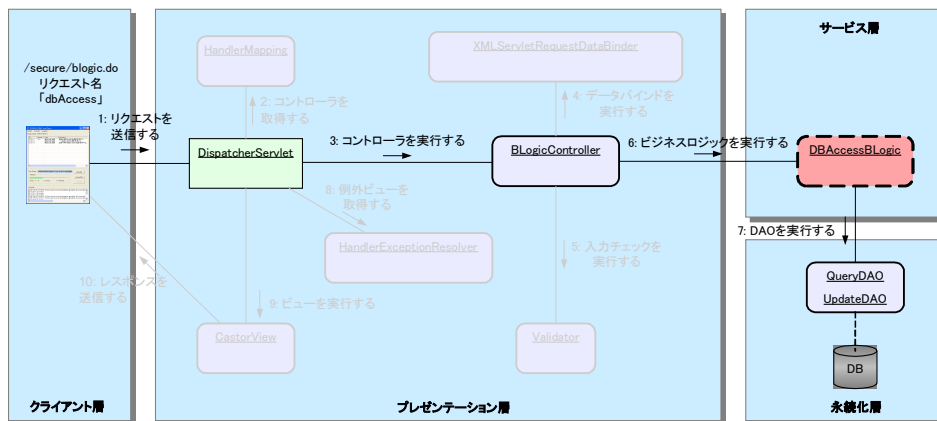 /secure/blogic.do
リクエスト名
「dbAccess」
1: リクエストを
送信する
10: レスポンスを
送信する
クライアント層
HandlerMapping
2: コントローラを
取得する
XMLServletRequestDataBinder
4: データバインドを
実行する
DispatcherServlet
3: コントローラを実行する
BLogicController
6: ビジネスロジックを実行する
8: 例外ビューを
取得する
HandlerExceptionResolver
5: 入力チェックを
実行する
9: ビューを実行する
CastorView
Validator
プレゼンテーション層
サービス層
DBAccessBLogic
7: DAOを実行する
QueryDAO
UpdateDAO
DB
永続化層